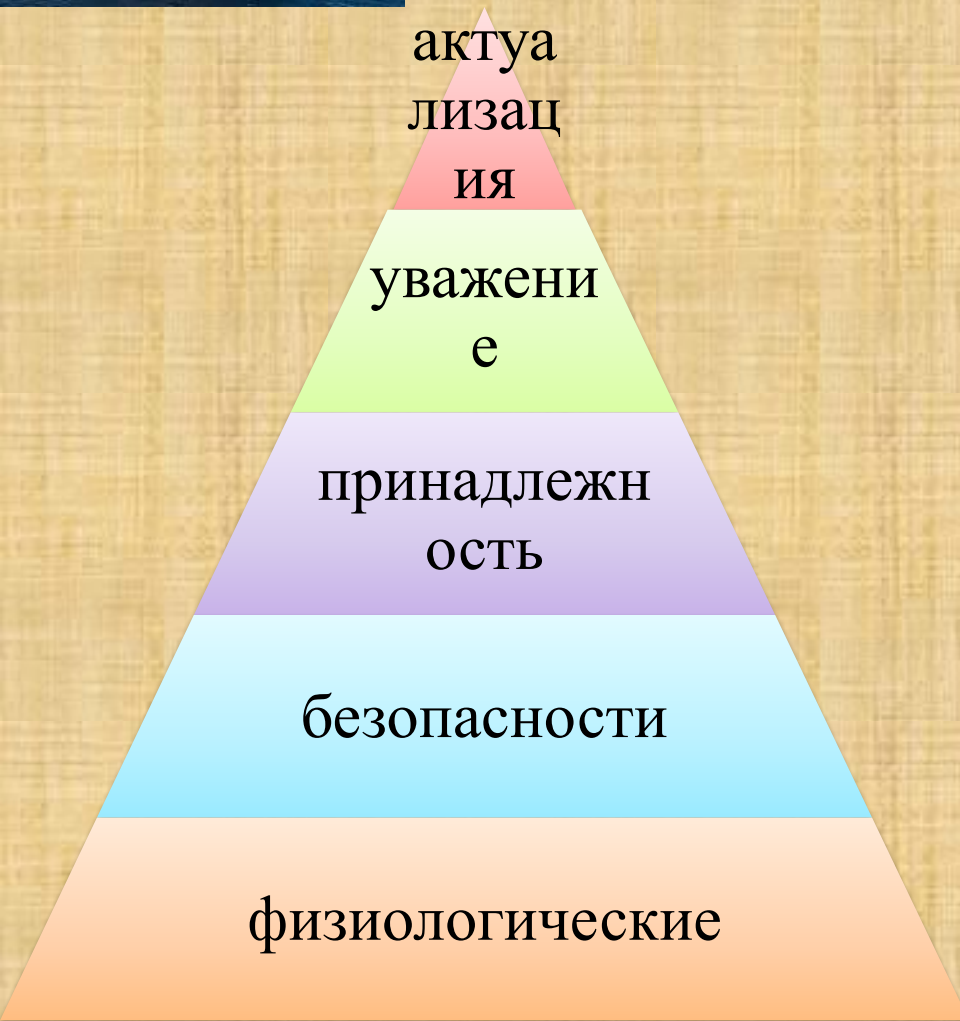 актуа
лизац
ия
уважени
е
принадлежн
ость
безопасности
физиологические